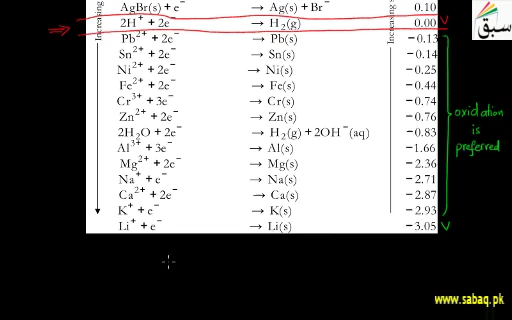 AgBr(s) + e⁻ → Ag(s) + Br⁻ 0.10
2H⁺ + 2e⁻ → H₂(g) 0.00 V
Pb²⁺ + 2e⁻ → Pb(s) −0.13
Sn²⁺ + 2e⁻ → Sn(s) −0.14
Ni²⁺ + 2e⁻ → Ni(s) −0.25
Fe²⁺ + 2e⁻ → Fe(s) −0.44
Cr³⁺ + 3e⁻ → Cr(s) −0.74
Zn²⁺ + 2e⁻ → Zn(s) −0.76
2H₂O + 2e⁻ → H₂(g) + 2OH⁻(aq) −0.83
Al³⁺ + 3e⁻ → Al(s) −1.66
Mg²⁺ + 2e⁻ → Mg(s) −2.36
Na⁺ + e⁻ → Na(s) −2.71
Ca²⁺ + 2e⁻ → Ca(s) −2.87
K⁺ + e⁻ → K(s) −2.93
Li⁺ + e⁻ → Li(s) −3.05 V
Increasing
Increasing
oxidation
is
preferred
سبق
www.sabaq.pk